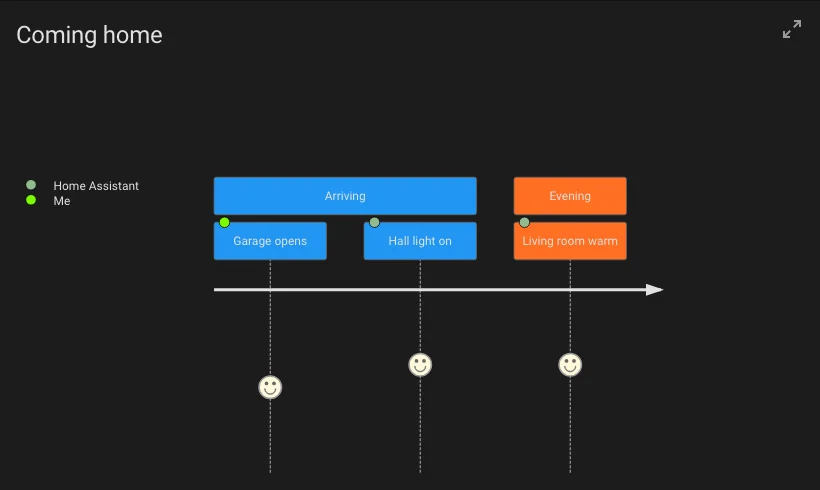 Coming home
Home Assistant
Me
Arriving
Evening
Garage opens
Hall light on
Living room warm